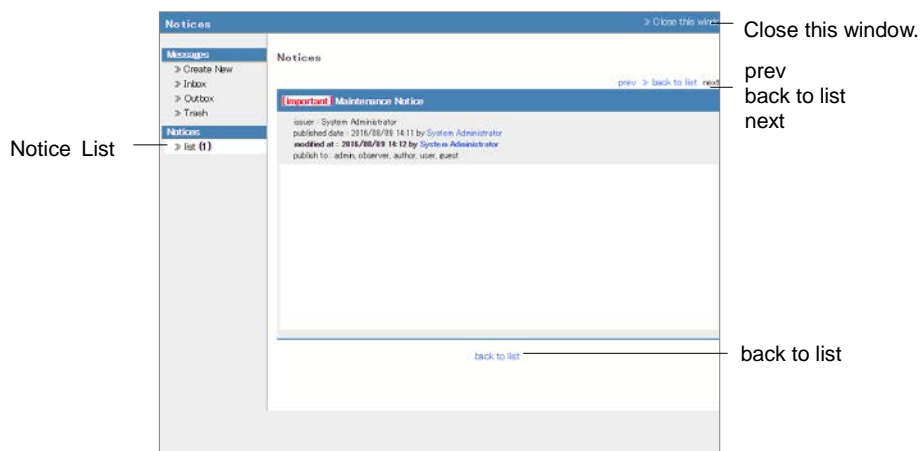 Notices
≫ Close this window
Close this window.
Messages
≫ Create New
≫ Inbox
≫ Outbox
≫ Trash
Notices
≫ list (1)
Notice List
Notices
prev ≫ back to list next
prev
back to list
next
[important] Maintenance Notice
issuer : System Administrator
published date : 2016/08/09 14:11 by System Administrator
modified at : 2016/08/09 14:12 by System Administrator
publish to : admin, observer, author, user, guest
back to list
back to list